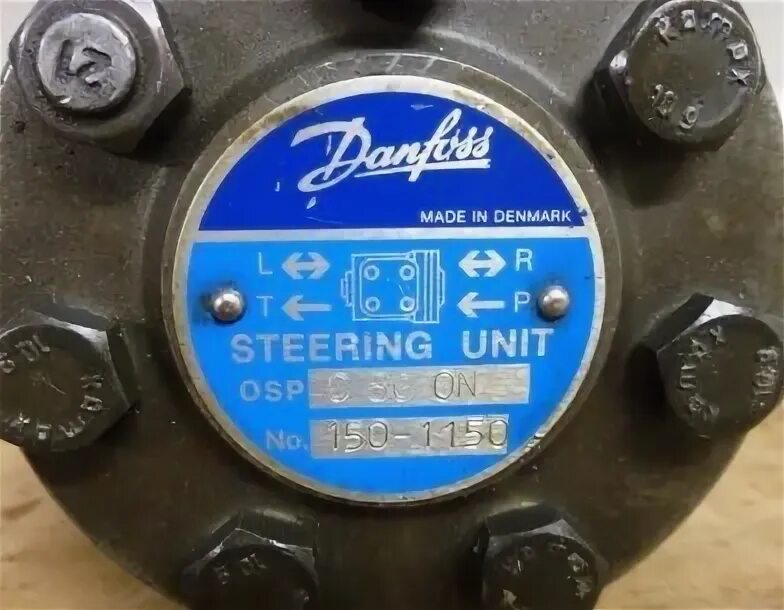 Danfoss
MADE IN DENMARK
L R
T P
STEERING UNIT
OSP C ON
No. 150-1150